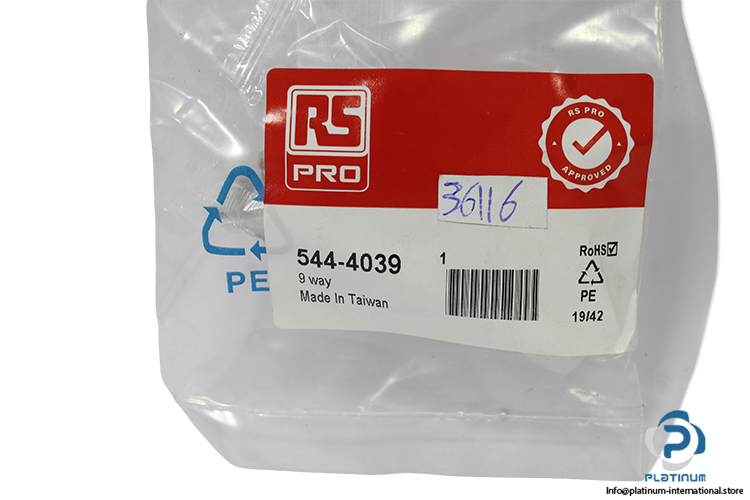 RS
PRO
RS PRO
APPROVED
36116
PE
544-4039
9 way
Made In Taiwan
1
RoHS
PE
19/42
PLATINUM
Info@platinum-international.store